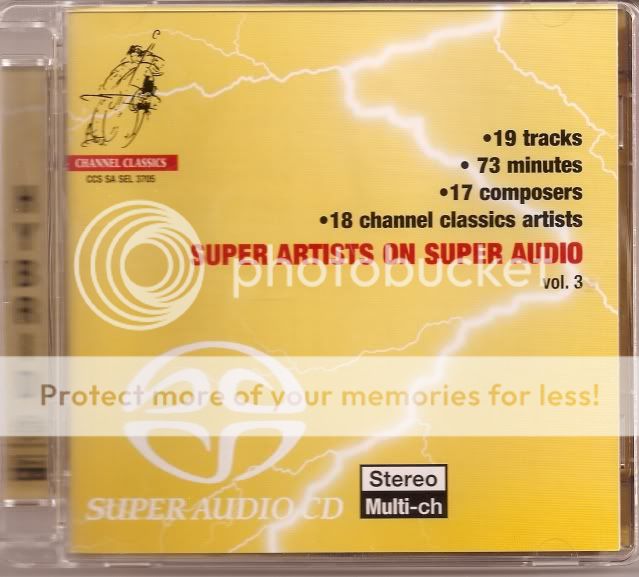 CHANNEL CLASSICS
CCS SA SEL 3705
•19 tracks
• 73 minutes
•17 composers
•18 channel classics artists
SUPER ARTISTS ON SUPER AUDIO
vol. 3
photobucket
Protect more of your memories for less!
SUPER AUDIO CD
Stereo
Multi-ch
HYBRID